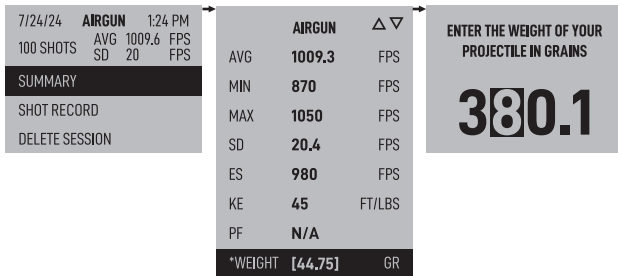 7/24/24 AIRGUN 1:24 PM
100 SHOTS AVG 1009.6 FPS
SD 20 FPS
SUMMARY
SHOT RECORD
DELETE SESSION
AIRGUN △▽
AVG 1009.3 FPS
MIN 870 FPS
MAX 1050 FPS
SD 20.4 FPS
ES 980 FPS
KE 45 FT/LBS
PF N/A
*WEIGHT [44.75] GR
ENTER THE WEIGHT OF YOUR
PROJECTILE IN GRAINS
380.1